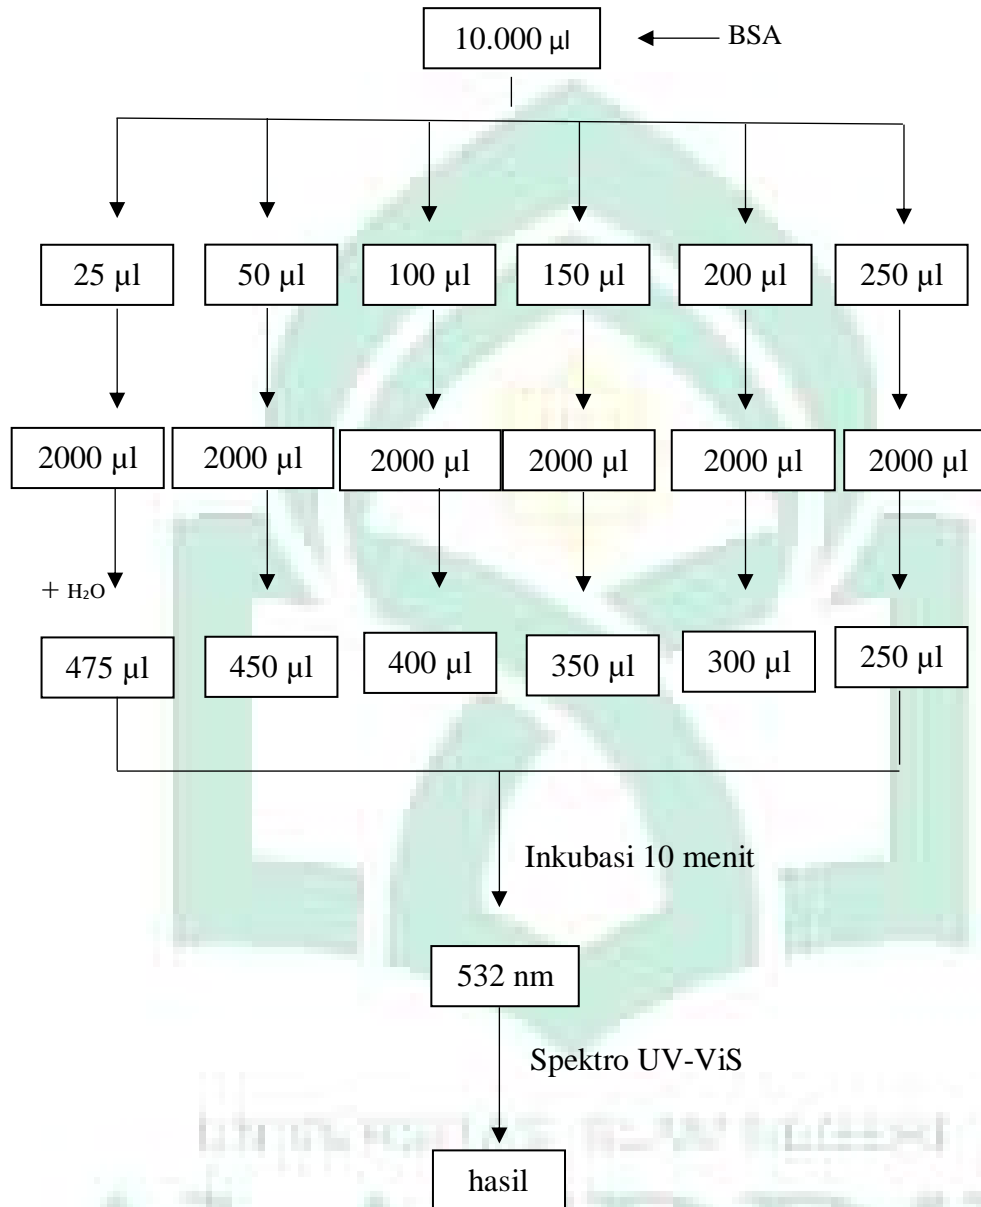 10.000 µl BSA
25 µl 50 µl 100 µl 150 µl 200 µl 250 µl
2000 µl 2000 µl 2000 µl 2000 µl 2000 µl 2000 µl
+ H₂O
475 µl 450 µl 400 µl 350 µl 300 µl 250 µl
Inkubasi 10 menit
532 nm
Spektro UV-ViS
hasil